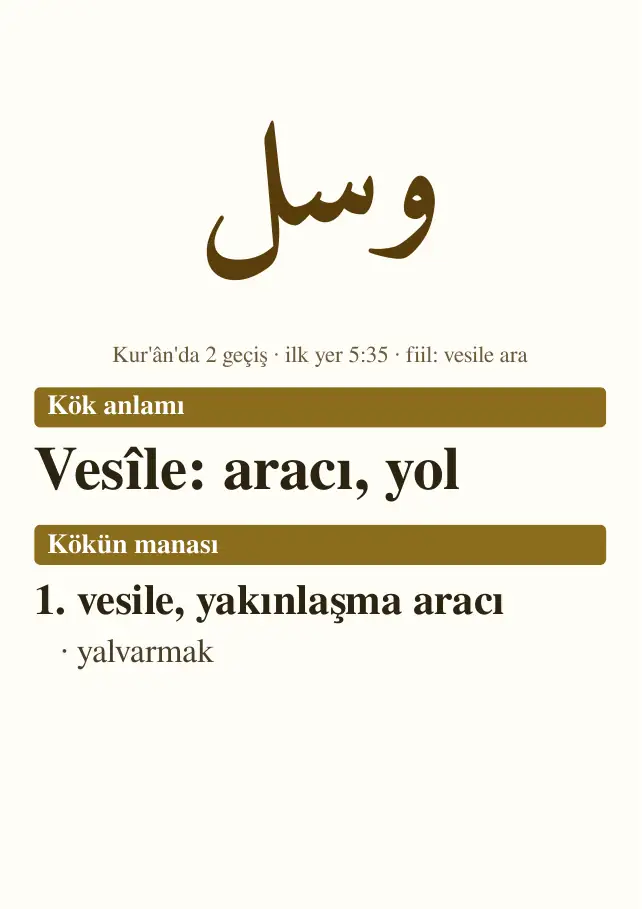 وسل
Kur'ân'da 2 geçiş · ilk yer 5:35 · fiil: vesile ara
Kök anlamı
Vesîle: aracı, yol
Kökün manası
1. vesile, yakınlaşma aracı
· yalvarmak